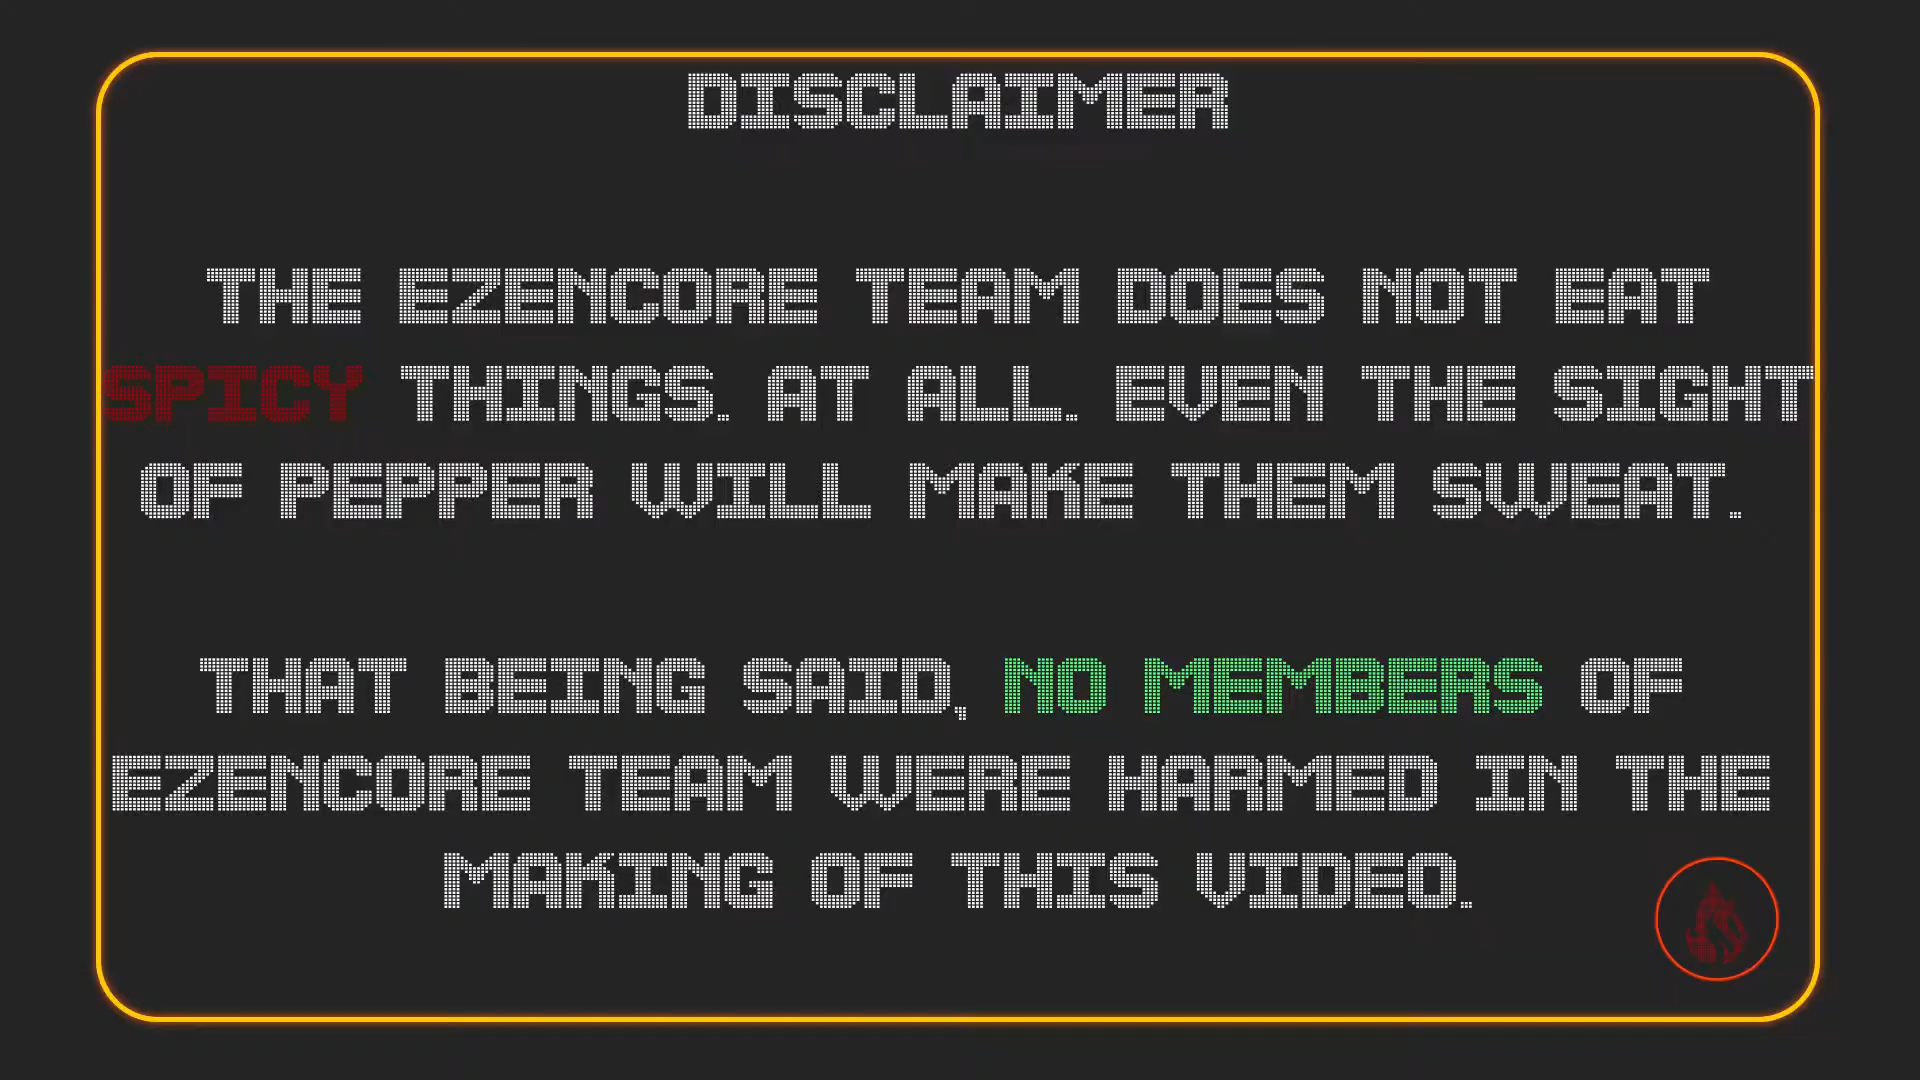 DISCLAIMER
THE EZENCORE TEAM DOES NOT EAT
SPICY THINGS. AT ALL. EVEN THE SIGHT
OF PEPPER WILL MAKE THEM SWEAT.
THAT BEING SAID, NO MEMBERS OF
EZENCORE TEAM WERE HARMED IN THE
MAKING OF THIS VIDEO.